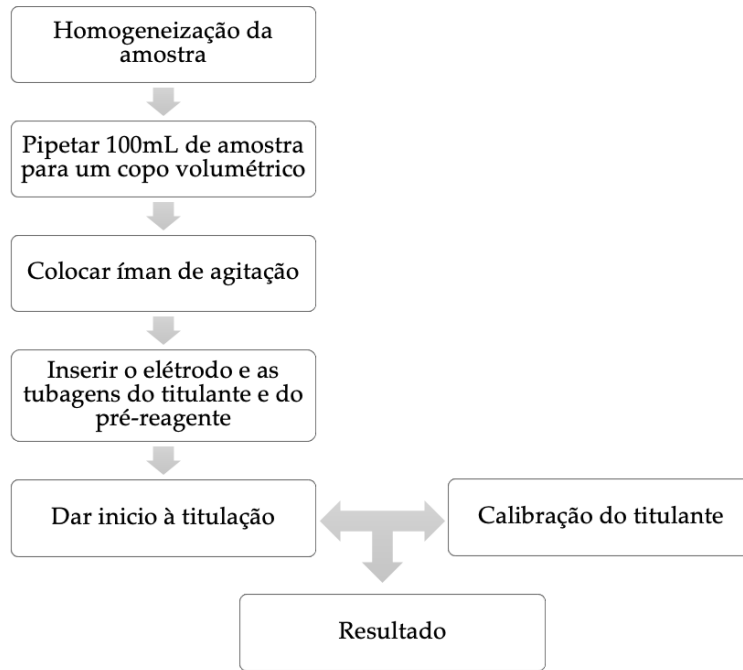 Homogeneização da
amostra
Pipetar 100mL de amostra
para um copo volumétrico
Colocar íman de agitação
Inserir o elétrodo e as
tubagens do titulante e do
pré-reagente
Dar inicio à titulação
Calibração do titulante
Resultado